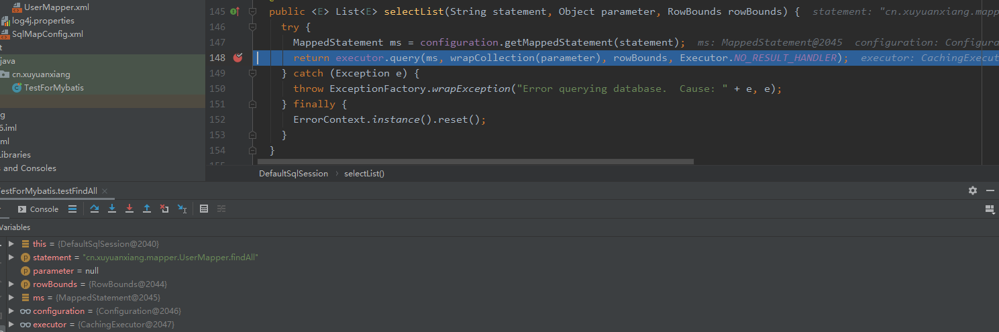 UserMapper.xml
log4j.properties
SqlMapConfig.xml
t
java
cn.xuyuanxiang
TestForMybatis
g
6.iml
ml
Libraries
s and Consoles
145 public <E> List<E> selectList(String statement, Object parameter, RowBounds rowBounds) { statement: "cn.xuyuanxiang.mapp
146 try {
147 MappedStatement ms = configuration.getMappedStatement(statement); ms: MappedStatement@2045 configuration: Configura
148 return executor.query(ms, wrapCollection(parameter), rowBounds, Executor.NO_RESULT_HANDLER); executor: CachingExecut
149 } catch (Exception e) {
150 throw ExceptionFactory.wrapException("Error querying database.  Cause: " + e, e);
151 } finally {
152 ErrorContext.instance().reset();
153 }
154 }
DefaultSqlSession › selectList()
TestForMybatis.testFindAll ×
Console
Variables
this = {DefaultSqlSession@2040}
statement = "cn.xuyuanxiang.mapper.UserMapper.findAll"
parameter = null
rowBounds = {RowBounds@2044}
ms = {MappedStatement@2045}
configuration = {Configuration@2046}
executor = {CachingExecutor@2047}